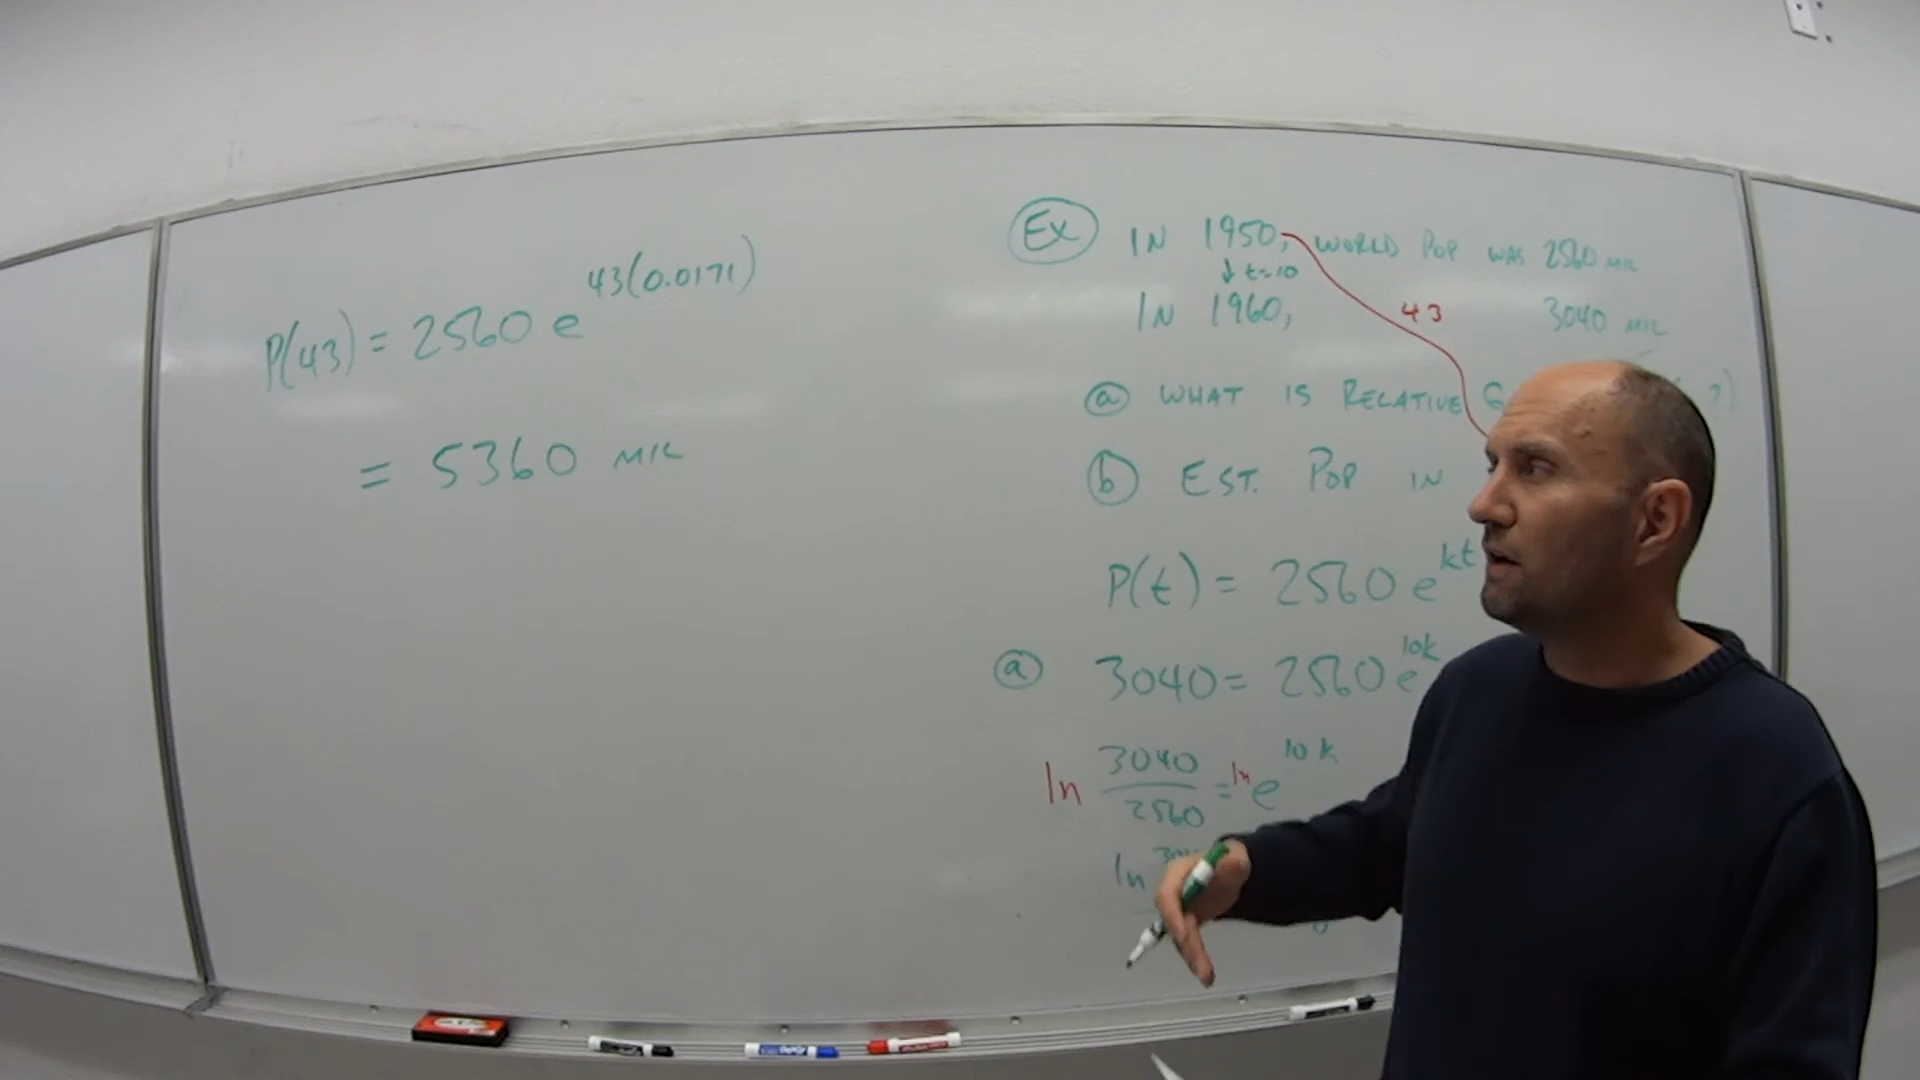 P(43) = 2560 e^{43(0.0171)}
= 5360 MIL
Ex IN 1950, WORLD POP WAS 2560 MIL
↓ t=10
IN 1960, 3040 MIL
43
a WHAT IS RELATIVE G ?)
b EST. POP IN
P(t) = 2560 e^{kt}
a 3040 = 2560 e^{10k}
ln 3040/2560 = ln e^{10k}
ln